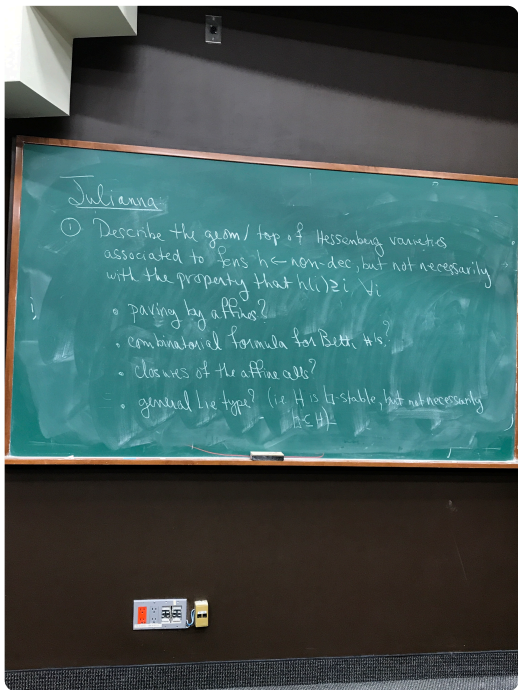 Julianna
① Describe the geom/top of Hessenberg varieties
associated to fcns h ← non-dec, but not necessarily
with the property that h(i) ≥ i, ∀i
• paving by affines?
• combinatorial formula for Betti #'s?
• closures of the affine cells?
• general Lie type? (ie H is 𝔟-stable, but not necessarily
𝔟 ⊆ H)